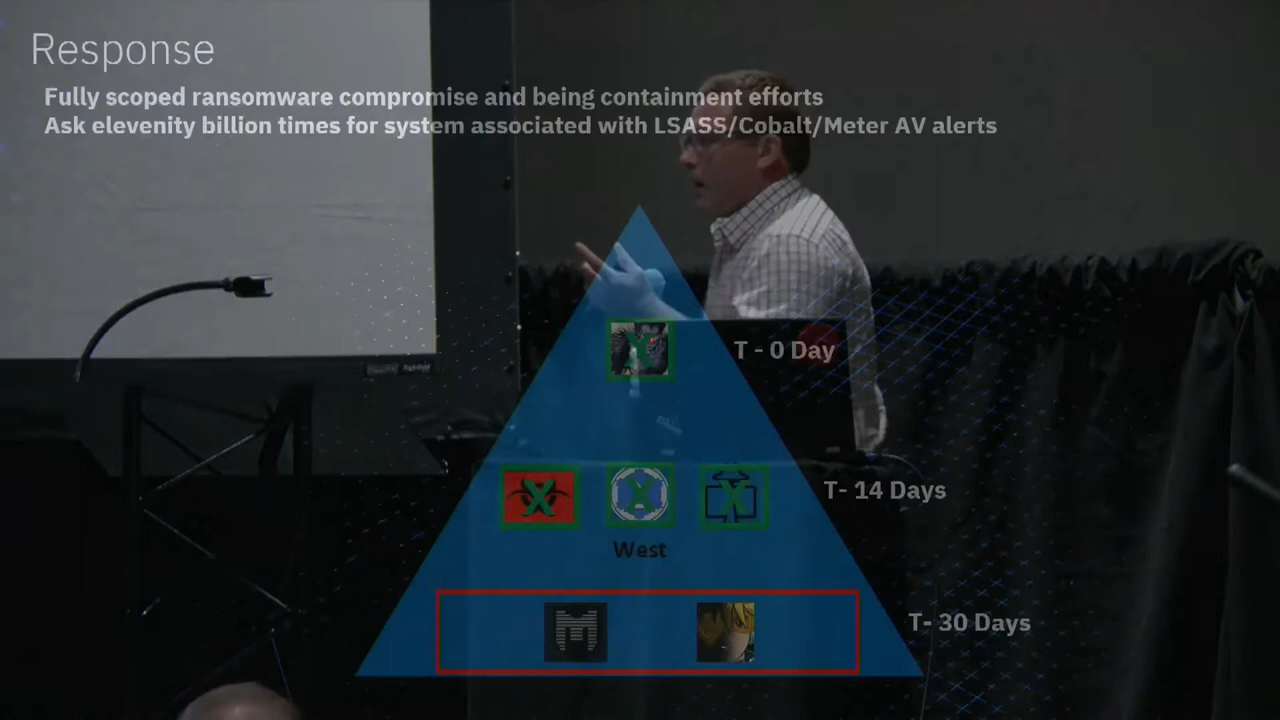 Response
Fully scoped ransomware compromise and being containment efforts
Ask elevenity billion times for system associated with LSASS/Cobalt/Meter AV alerts
T - 0 Day
T- 14 Days
West
T- 30 Days